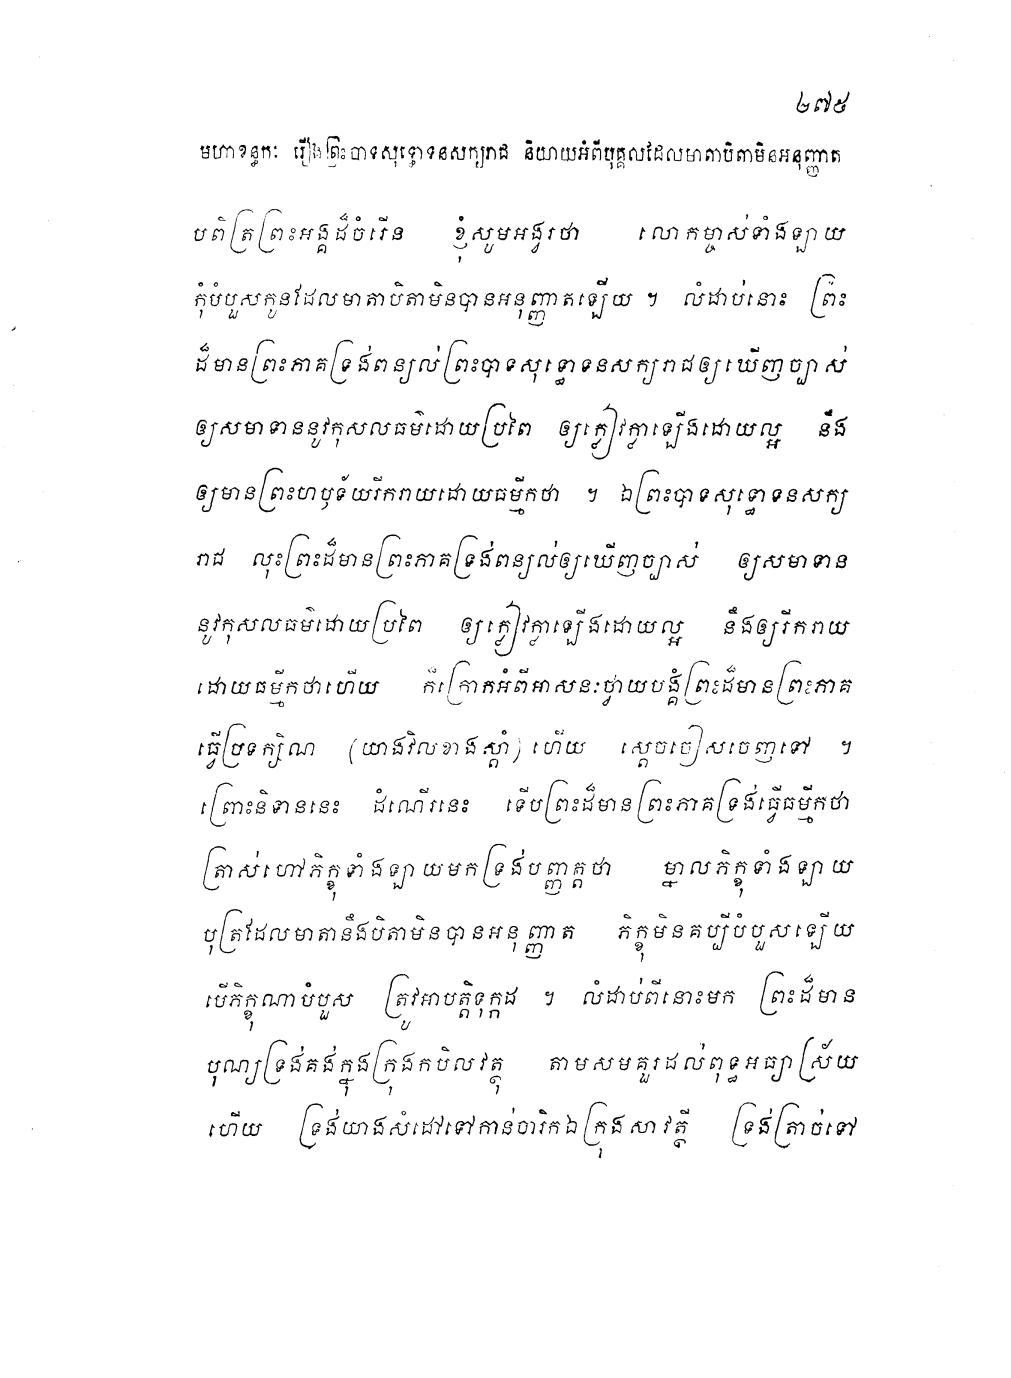 ២៧៥
មហាខន្ធកៈ រឿងព្រះបាទសុទ្ធោទនសក្យរាជ និយាយអំពីបុគ្គលដែលមាតាបិតាមិនអនុញ្ញាត
បពិត្រព្រះអង្គដ៏ចំរើន ខ្ញុំសូមអង្វរថា លោកម្ចាស់ទាំងឡាយ
កុំបំបួសកូនដែលមាតាបិតាមិនបានអនុញ្ញាតឡើយ ។ លំដាប់នោះ ព្រះ
ដ៏មានព្រះភាគទ្រង់ពន្យល់ព្រះបាទសុទ្ធោទនសក្យរាជឲ្យឃើញច្បាស់
ឲ្យសមាទាននូវកុសលធម៌ដោយប្រពៃ ឲ្យក្លៀវក្លាឡើងដោយល្អ នឹង
ឲ្យមានព្រះហឫទ័យរីករាយដោយធម្មីកថា ។ ឯព្រះបាទសុទ្ធោទនសក្យ
រាជ លុះព្រះដ៏មានព្រះភាគទ្រង់ពន្យល់ឲ្យឃើញច្បាស់ ឲ្យសមាទាន
នូវកុសលធម៌ដោយប្រពៃ ឲ្យក្លៀវក្លាឡើងដោយល្អ នឹងឲ្យរីករាយ
ដោយធម្មីកថាហើយ ក៏ក្រោកអំពីអាសនៈថ្វាយបង្គំព្រះដ៏មានព្រះភាគ
ធ្វើប្រទក្សិណ (យាងវិលខាងស្តាំ) ហើយ ស្តេចចៀសចេញទៅ ។
ព្រោះនិទាននេះ ដំណើរនេះ ទើបព្រះដ៏មានព្រះភាគទ្រង់ធ្វើធម្មីកថា
ត្រាស់ហៅភិក្ខុទាំងឡាយមកទ្រង់បញ្ញត្តថា ម្នាលភិក្ខុទាំងឡាយ
បុត្រដែលមាតានឹងបិតាមិនបានអនុញ្ញាត ភិក្ខុមិនគប្បីបំបួសឡើយ
បើភិក្ខុណាបំបួស ត្រូវអាបត្តិទុក្កដ ។ លំដាប់ពីនោះមក ព្រះដ៏មាន
បុណ្យទ្រង់គង់ក្នុងក្រុងកបិលវត្ថុ តាមសមគួរដល់ពុទ្ធអធ្យាស្រ័យ
ហើយ ទ្រង់យាងសំដៅទៅកាន់ចារិកឯក្រុងសាវត្ថី ទ្រង់ត្រាច់ទៅ